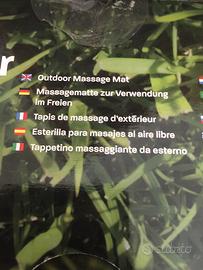 r
Outdoor Massage Mat
Massagematte zur Verwendung
im Freien
Tapis de massage d'extérieur
Esterilla para masajes al aire libre
Tappetino massaggiante da esterno
subito